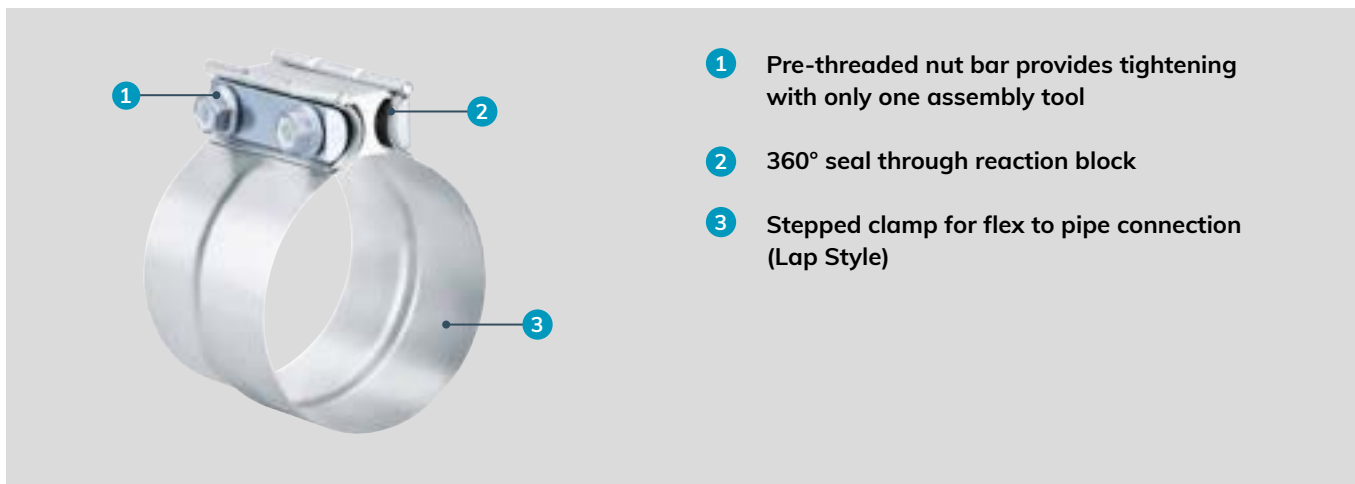 1
2
3
1 Pre-threaded nut bar provides tightening
with only one assembly tool
2 360° seal through reaction block
3 Stepped clamp for flex to pipe connection
(Lap Style)